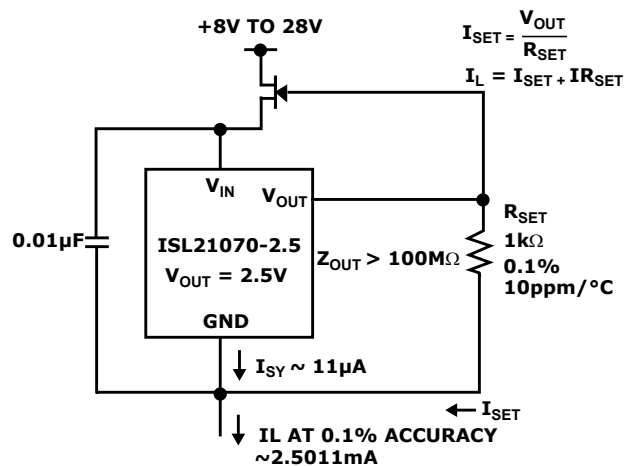 +8V TO 28V
I_SET = V_OUT / R_SET
I_L = I_SET + IR_SET
V_IN
V_OUT
0.01µF
ISL21070-2.5
V_OUT = 2.5V
GND
Z_OUT > 100MΩ
R_SET
1kΩ
0.1%
10ppm/°C
I_SY ~ 11µA
I_SET
IL AT 0.1% ACCURACY
~2.5011mA